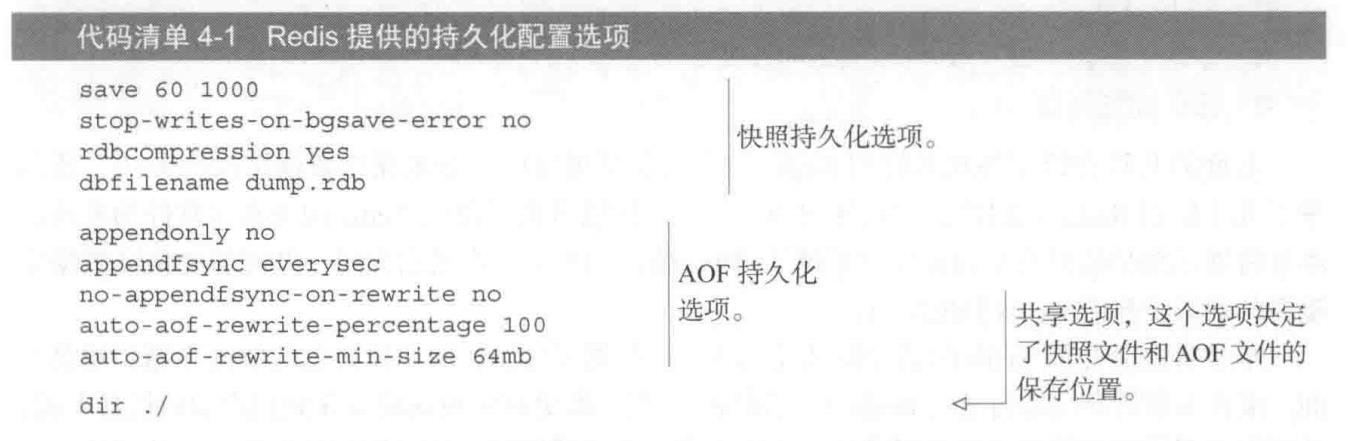 代码清单 4-1 Redis 提供的持久化配置选项
save 60 1000
stop-writes-on-bgsave-error no
rdbcompression yes
dbfilename dump.rdb
快照持久化选项。
appendonly no
appendfsync everysec
no-appendfsync-on-rewrite no
auto-aof-rewrite-percentage 100
auto-aof-rewrite-min-size 64mb
AOF 持久化
选项。
dir ./
共享选项，这个选项决定
了快照文件和 AOF 文件的
保存位置。